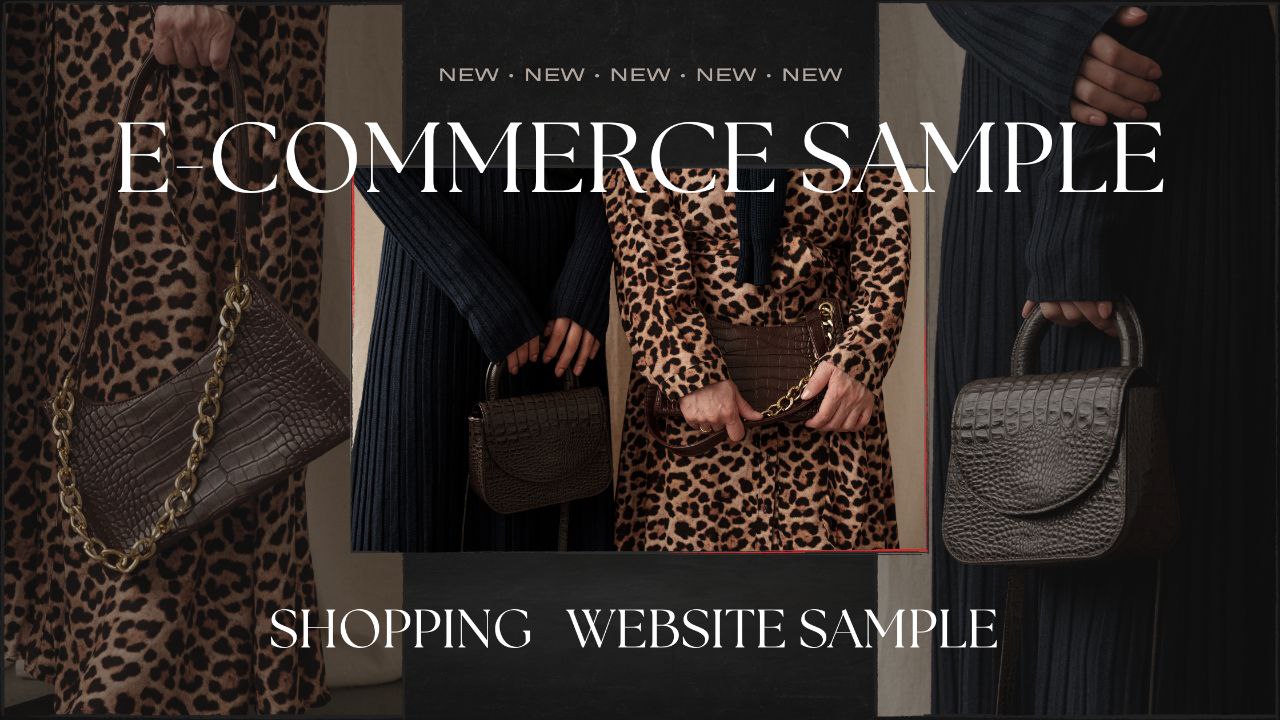 NEW • NEW • NEW • NEW • NEW
E-COMMERCE SAMPLE
SHOPPING WEBSITE SAMPLE